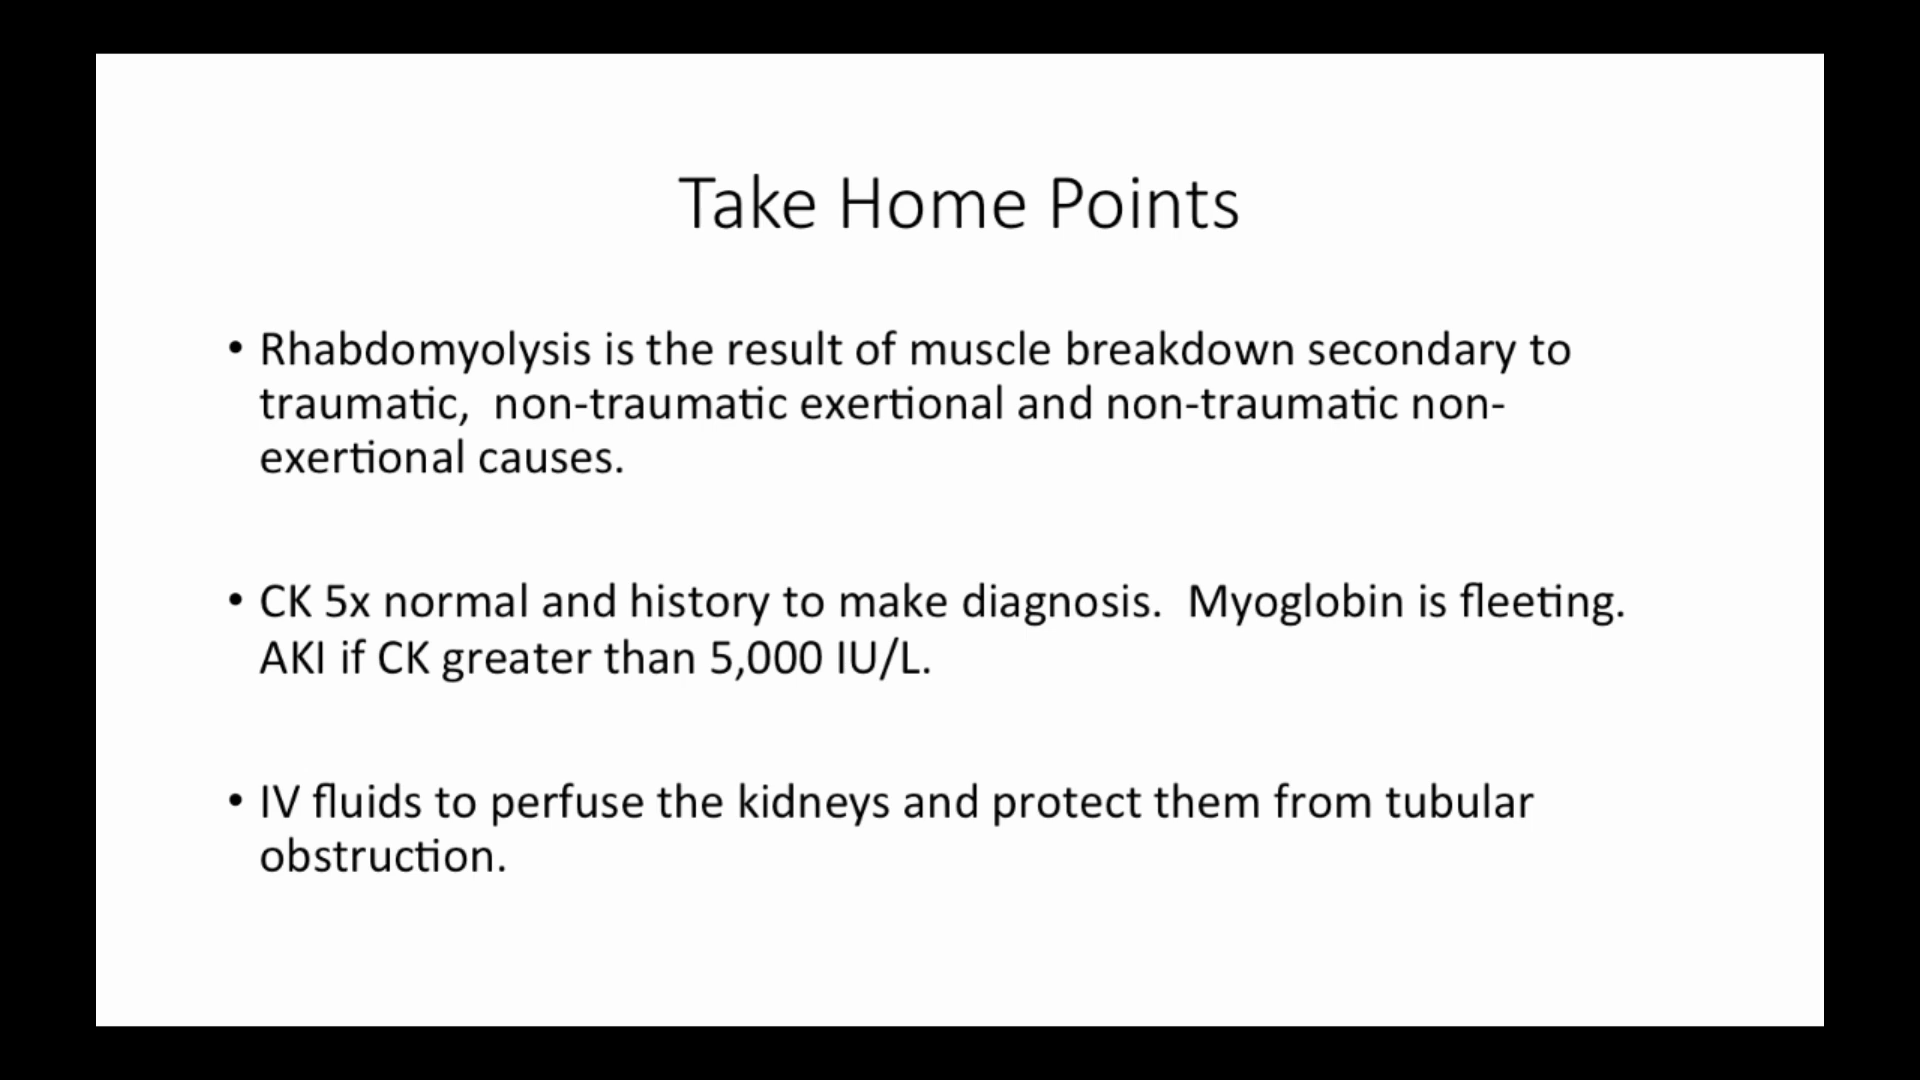 Take Home Points
• Rhabdomyolysis is the result of muscle breakdown secondary to
traumatic,  non-traumatic exertional and non-traumatic non-
exertional causes.
• CK 5x normal and history to make diagnosis.  Myoglobin is fleeting.
AKI if CK greater than 5,000 IU/L.
• IV fluids to perfuse the kidneys and protect them from tubular
obstruction.